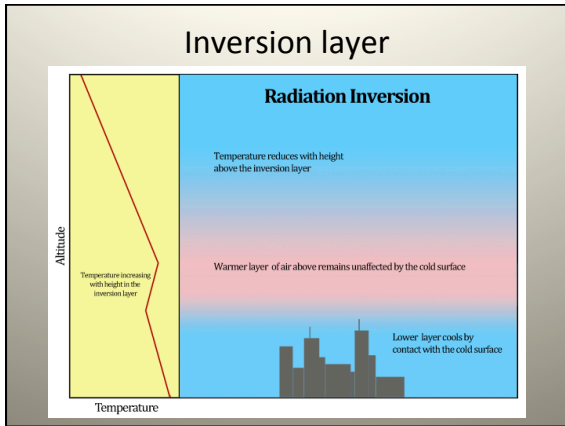 Inversion layer
Radiation Inversion
Temperature reduces with height
above the inversion layer
Altitude
Temperature increasing
with height in the
inversion layer
Warmer layer of air above remains unaffected by the cold surface
Lower layer cools by
contact with the cold surface
Temperature